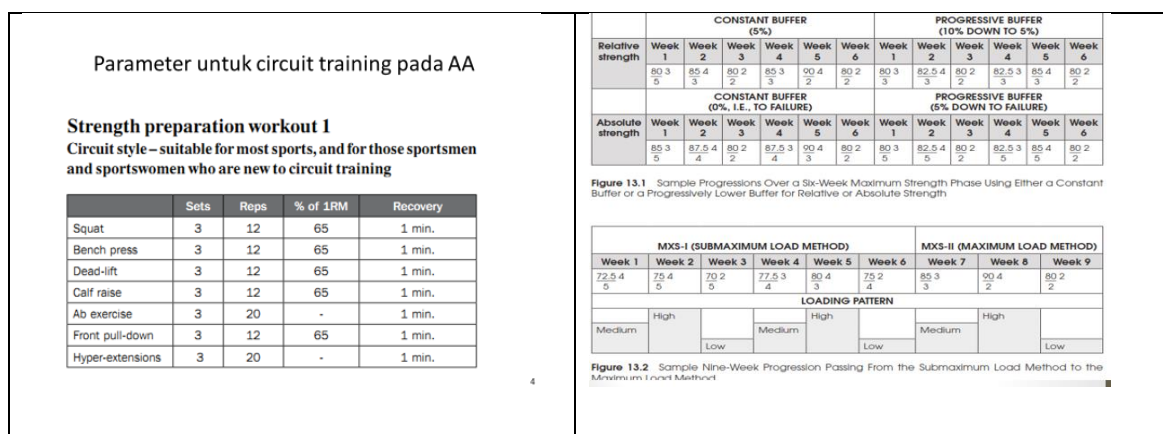 Parameter untuk circuit training pada AA
Strength preparation workout 1
Circuit style – suitable for most sports, and for those sportsmen
and sportswomen who are new to circuit training
Sets Reps % of 1RM Recovery
Squat 3 12 65 1 min.
Bench press 3 12 65 1 min.
Dead-lift 3 12 65 1 min.
Calf raise 3 12 65 1 min.
Ab exercise 3 20 - 1 min.
Front pull-down 3 12 65 1 min.
Hyper-extensions 3 20 - 1 min.
4
CONSTANT BUFFER PROGRESSIVE BUFFER
(5%) (10% DOWN TO 5%)
Relative Week Week Week Week Week Week Week Week Week Week Week Week
strength 1 2 3 4 5 6 1 2 3 4 5 6
80 3 85 4 80 2 85 3 90 4 80 2 80 3 82.5 4 80 2 82.5 3 85 4 80 2
5 3 2 3 2 2 3 3 2 3 3 2
CONSTANT BUFFER PROGRESSIVE BUFFER
(0%, I.E., TO FAILURE) (5% DOWN TO FAILURE)
Absolute Week Week Week Week Week Week Week Week Week Week Week Week
strength 1 2 3 4 5 6 1 2 3 4 5 6
85 3 87.5 4 80 2 87.5 3 90 4 80 2 80 3 82.5 4 80 2 82.5 3 85 4 80 2
5 4 2 4 3 2 5 5 2 5 5 2
Figure 13.1 Sample Progressions Over a Six-Week Maximum Strength Phase Using Either a Constant
Buffer or a Progressively Lower Buffer for Relative or Absolute Strength
MXS-I (SUBMAXIMUM LOAD METHOD) MXS-II (MAXIMUM LOAD METHOD)
Week 1 Week 2 Week 3 Week 4 Week 5 Week 6 Week 7 Week 8 Week 9
72.5 4 75 4 70 2 77.5 3 80 4 75 2 85 3 90 4 80 2
5 5 5 4 3 4 3 2 2
LOADING PATTERN
High High High
Medium Medium Medium
Low Low Low
Figure 13.2 Sample Nine-Week Progression Passing From the Submaximum Load Method to the
Maximum Load Method